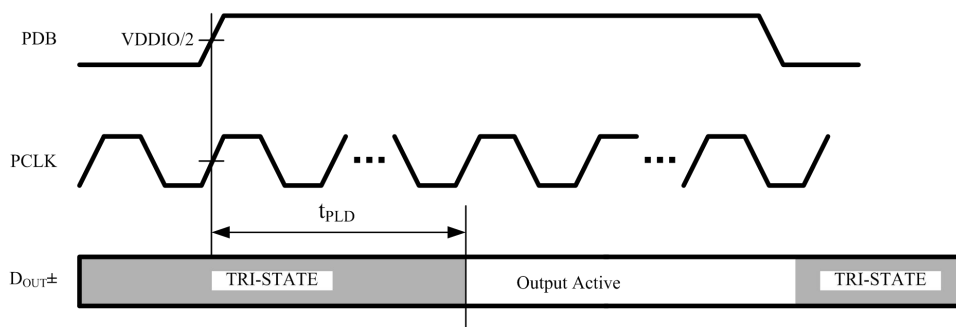 PDB
VDDIO/2
PCLK
tPLD
DOUT±
TRI-STATE
Output Active
TRI-STATE